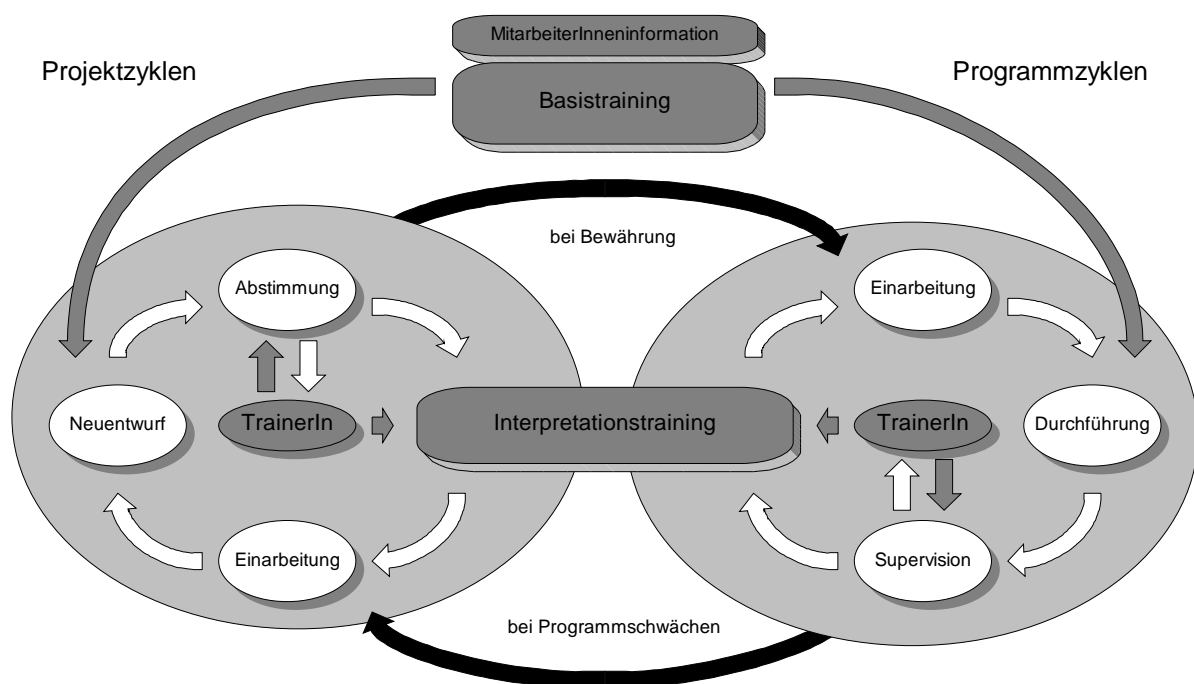 MitarbeiterInneninformation
Projektzyklen
Programmzyklen
Basistraining
bei Bewährung
Abstimmung
Einarbeitung
Neuentwurf
TrainerIn
Interpretationstraining
TrainerIn
Durchführung
Einarbeitung
Supervision
bei Programmschwächen